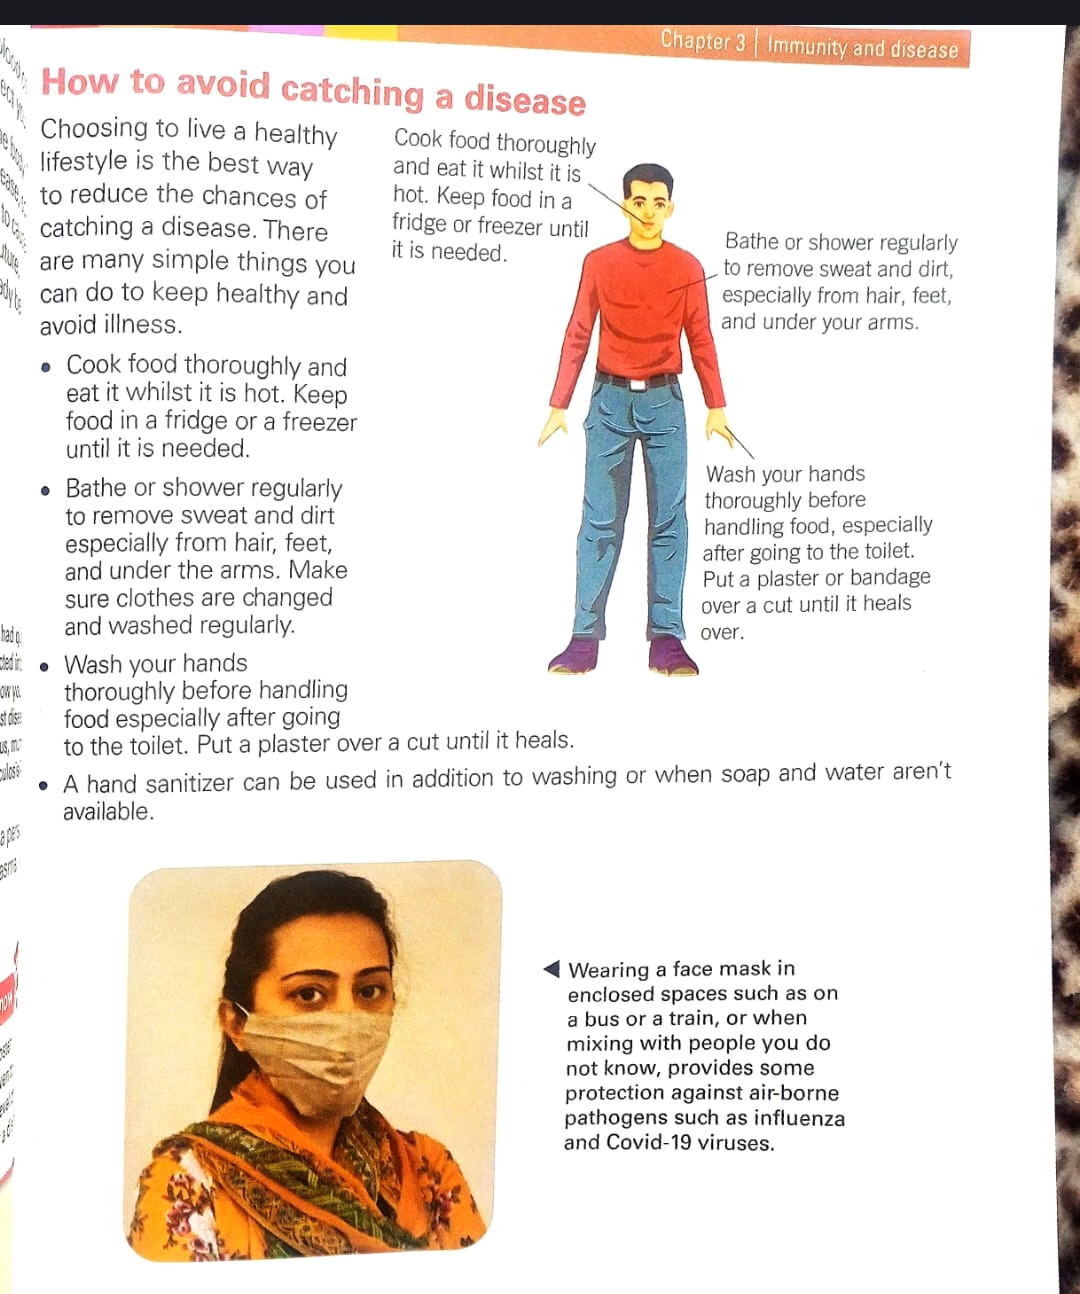 Chapter 3 | Immunity and disease
How to avoid catching a disease
Choosing to live a healthy
lifestyle is the best way
to reduce the chances of
catching a disease. There
are many simple things you
can do to keep healthy and
avoid illness.
• Cook food thoroughly and
eat it whilst it is hot. Keep
food in a fridge or a freezer
until it is needed.
• Bathe or shower regularly
to remove sweat and dirt
especially from hair, feet,
and under the arms. Make
sure clothes are changed
and washed regularly.
• Wash your hands
thoroughly before handling
food especially after going
to the toilet. Put a plaster over a cut until it heals.
• A hand sanitizer can be used in addition to washing or when soap and water aren't
available.
Cook food thoroughly
and eat it whilst it is
hot. Keep food in a
fridge or freezer until
it is needed.
Bathe or shower regularly
to remove sweat and dirt,
especially from hair, feet,
and under your arms.
Wash your hands
thoroughly before
handling food, especially
after going to the toilet.
Put a plaster or bandage
over a cut until it heals
over.
◀ Wearing a face mask in
enclosed spaces such as on
a bus or a train, or when
mixing with people you do
not know, provides some
protection against air-borne
pathogens such as influenza
and Covid-19 viruses.